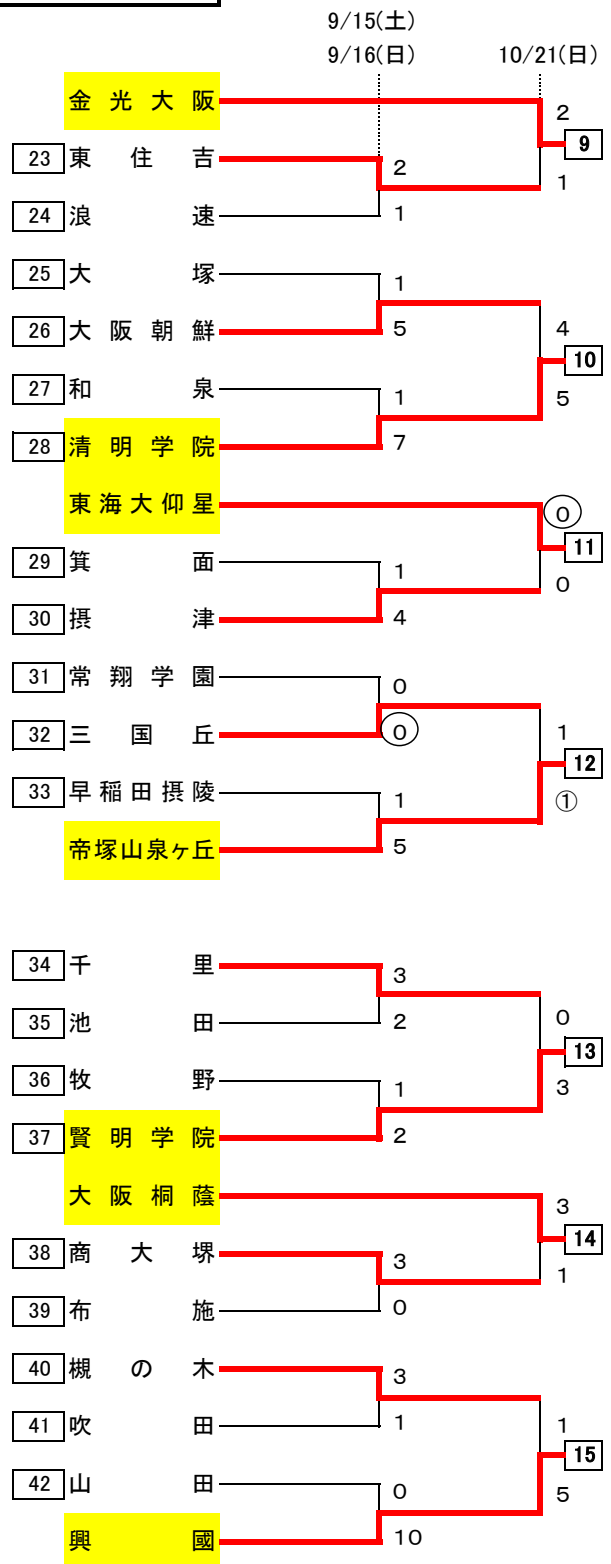 9/15(土)
9/16(日) 10/21(日)
金光大阪
2
9
23 東住吉
2
1
24 浪速
1
25 大塚
1
26 大阪朝鮮
5
4
10
27 和泉
1
5
28 清明学院
7
東海大仰星
0
11
29 箕面
1
0
30 摂津
4
31 常翔学園
0
32 三国丘
0
1
12
33 早稲田摂陵
1
①
帝塚山泉ヶ丘
5
34 千里
3
35 池田
2
0
13
36 牧野
1
3
37 賢明学院
2
大阪桐蔭
3
14
38 商大堺
3
1
39 布施
0
40 槻の木
3
41 吹田
1
1
15
42 山田
0
5
興國
10